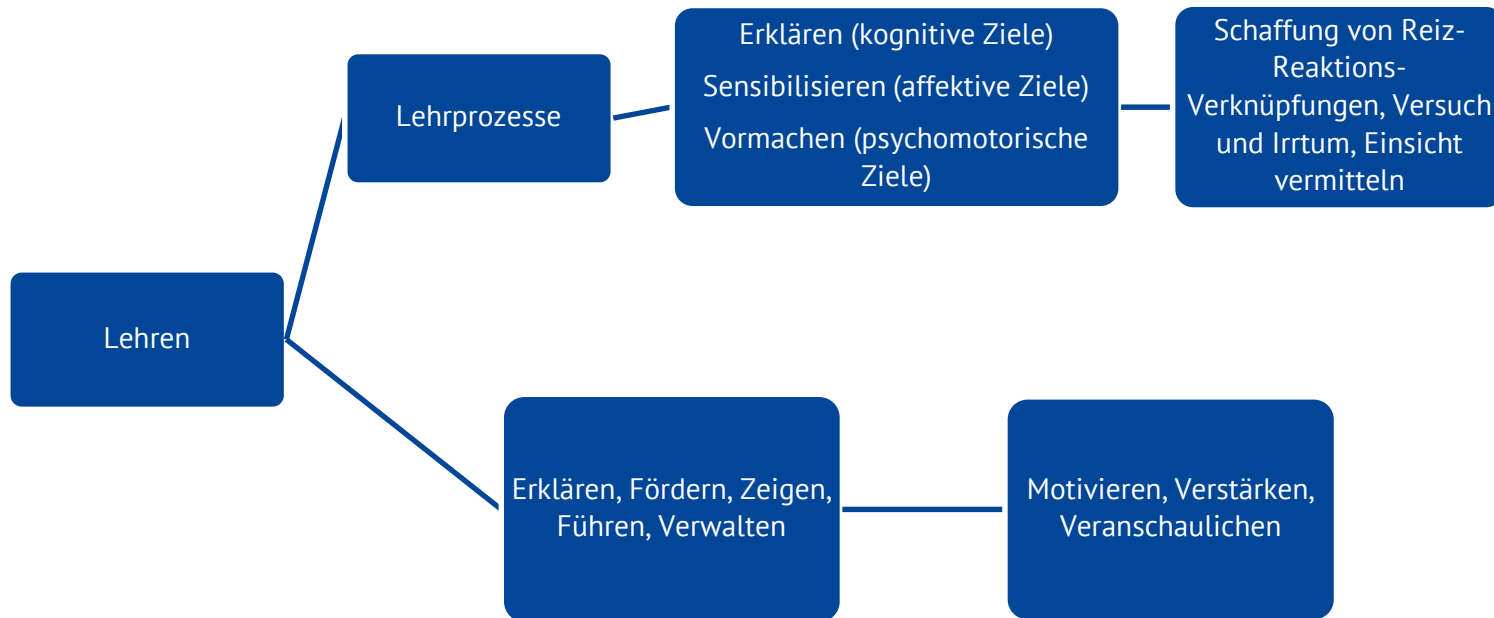 Lehren
Lehrprozesse
Erklären (kognitive Ziele)
Sensibilisieren (affektive Ziele)
Vormachen (psychomotorische
Ziele)
Schaffung von Reiz-
Reaktions-
Verknüpfungen, Versuch
und Irrtum, Einsicht
vermitteln
Erklären, Fördern, Zeigen,
Führen, Verwalten
Motivieren, Verstärken,
Veranschaulichen